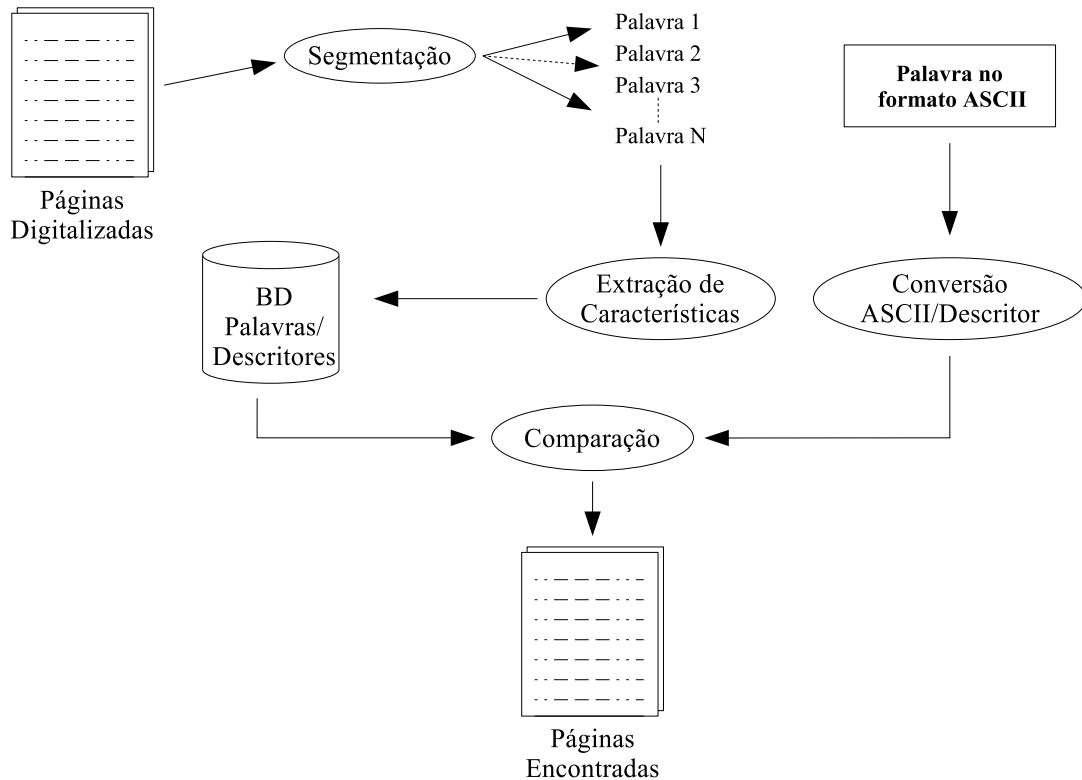 Páginas
Digitalizadas
Segmentação
Palavra 1
Palavra 2
Palavra 3
Palavra N
Palavra no
formato ASCII
BD
Palavras/
Descritores
Extração de
Características
Conversão
ASCII/Descritor
Comparação
Páginas
Encontradas